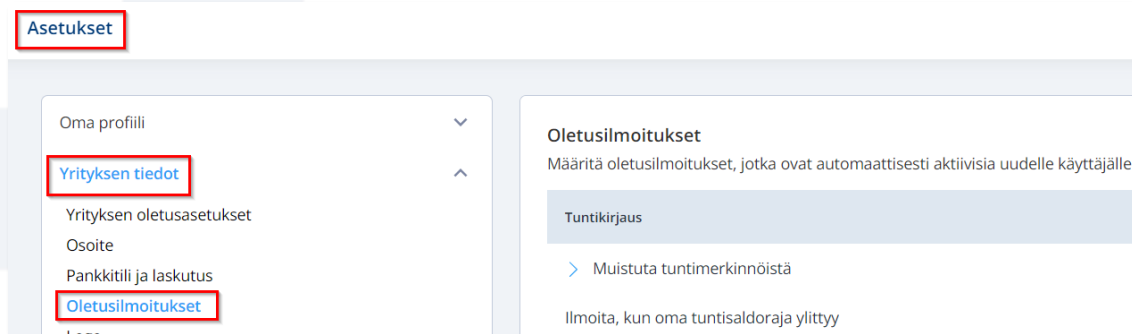 Asetukset
Oma profiili
Yrityksen tiedot
Yrityksen oletusasetukset
Osoite
Pankkitili ja laskutus
Oletusilmoitukset
Oletusilmoitukset
Määritä oletusilmoitukset, jotka ovat automaattisesti aktiivisia uudelle käyttäjälle
Tuntikirjaus
Muistuta tuntimerkinnöistä
Ilmoita, kun oma tuntisaldoraja ylittyy